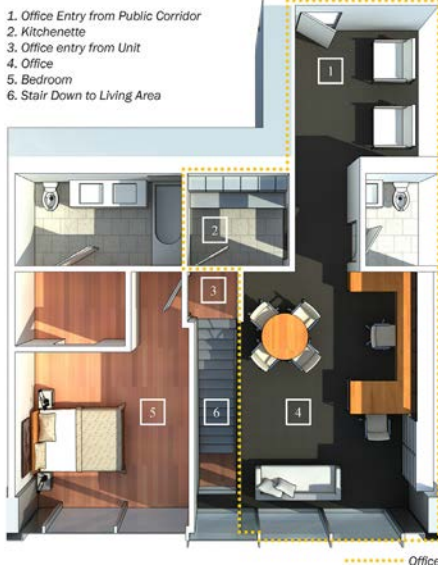 1. Office Entry from Public Corridor
2. Kitchenette
3. Office entry from Unit
4. Office
5. Bedroom
6. Stair Down to Living Area
1
2
3
5
6
4
Office